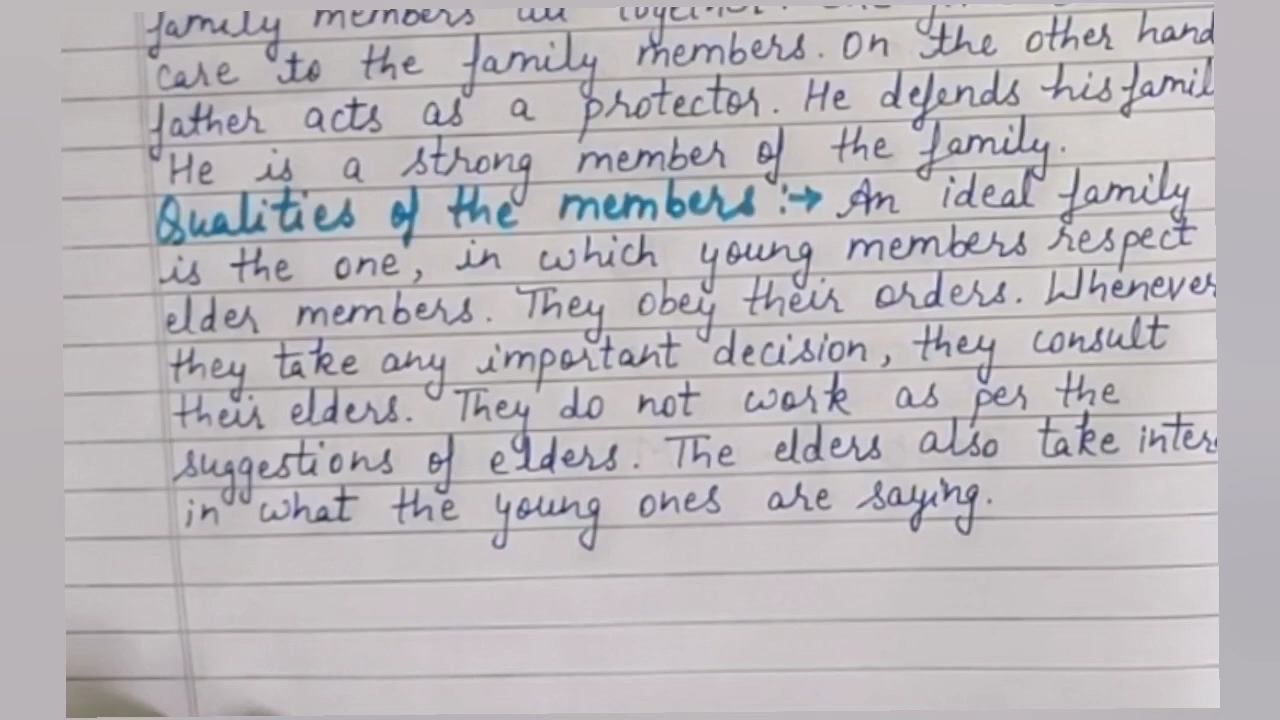 family members all together.
care to the family members. On the other hand
father acts as a protector. He defends his famil
He is a strong member of the family.
Qualities of the members :→ An ideal family
is the one, in which young members respect
elder members. They obey their orders. Whenever
they take any important decision, they consult
their elders. They do not work as per the
suggestions of elders. The elders also take inter
in what the young ones are saying.